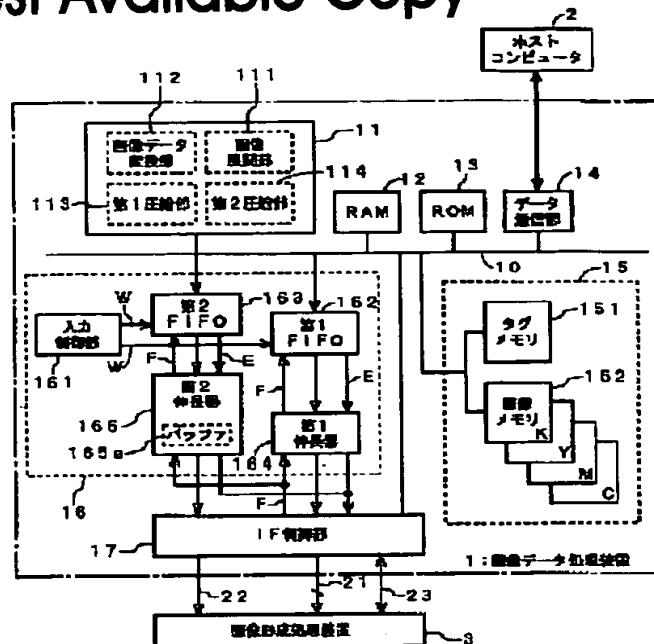 Best Available Copy
2
ホスト
コンピュータ
112
111
11
画像データ
変換部
画像
展開部
114
113
第1圧縮部
第2圧縮部
12
RAM
13
ROM
14
データ
通信部
10
15
W
第2
FIFO
163
162
第1
FIFO
入力
制御部
161
W
F
E
F
E
タグ
メモリ
151
第2
伸長器
165
バッファ
165a
164
第1
伸長器
画像
メモリ
152
K
Y
M
C
16
F
17
IF制御部
1:画像データ処理装置
22
21
23
画像形成処理装置
3